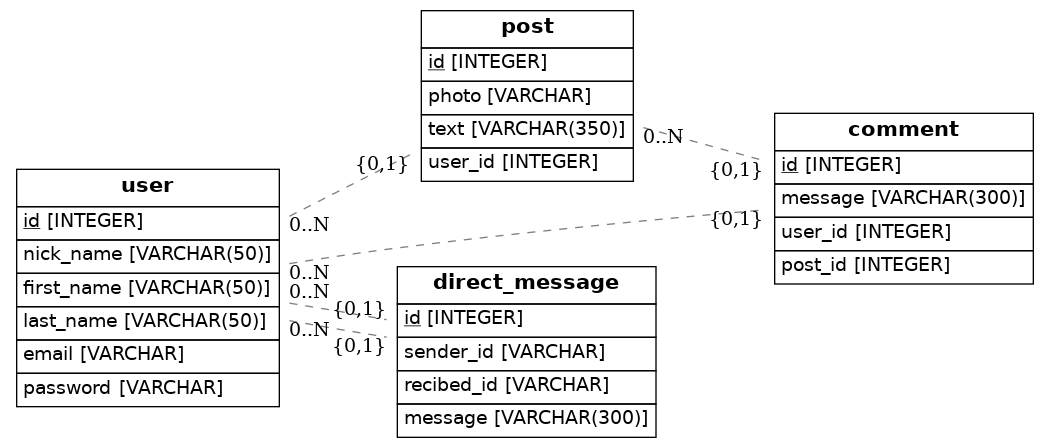 post
id [INTEGER]
photo [VARCHAR]
text [VARCHAR(350)]
user_id [INTEGER]
0..N
{0,1}
comment
id [INTEGER]
message [VARCHAR(300)]
user_id [INTEGER]
post_id [INTEGER]
{0,1}
{0,1}
user
id [INTEGER]
nick_name [VARCHAR(50)]
first_name [VARCHAR(50)]
last_name [VARCHAR(50)]
email [VARCHAR]
password [VARCHAR]
0..N
0..N
0..N
0..N
{0,1}
{0,1}
direct_message
id [INTEGER]
sender_id [VARCHAR]
recibed_id [VARCHAR]
message [VARCHAR(300)]